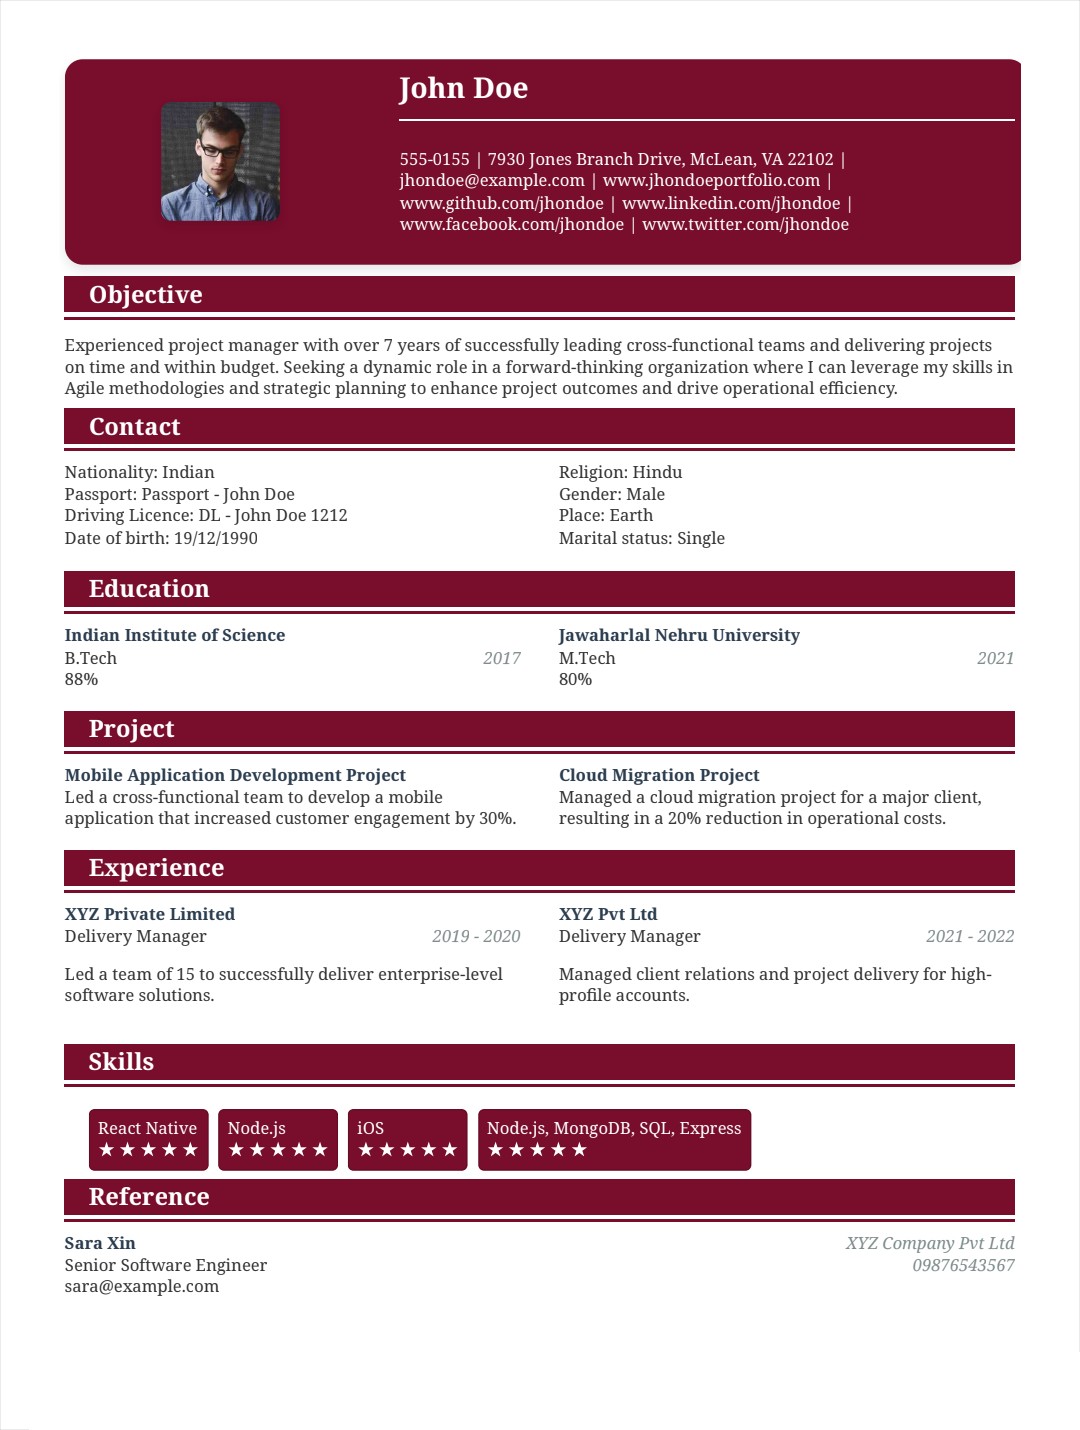 John Doe
555-0155 | 7930 Jones Branch Drive, McLean, VA 22102 |
jhondoe@example.com | www.jhondoeportfolio.com |
www.github.com/jhondoe | www.linkedin.com/jhondoe |
www.facebook.com/jhondoe | www.twitter.com/jhondoe
Objective
Experienced project manager with over 7 years of successfully leading cross-functional teams and delivering projects
on time and within budget. Seeking a dynamic role in a forward-thinking organization where I can leverage my skills in
Agile methodologies and strategic planning to enhance project outcomes and drive operational efficiency.
Contact
Nationality: Indian
Passport: Passport - John Doe
Driving Licence: DL - John Doe 1212
Date of birth: 19/12/1990
Religion: Hindu
Gender: Male
Place: Earth
Marital status: Single
Education
Indian Institute of Science
B.Tech 2017
88%
Jawaharlal Nehru University
M.Tech 2021
80%
Project
Mobile Application Development Project
Led a cross-functional team to develop a mobile
application that increased customer engagement by 30%.
Cloud Migration Project
Managed a cloud migration project for a major client,
resulting in a 20% reduction in operational costs.
Experience
XYZ Private Limited
Delivery Manager 2019 - 2020
Led a team of 15 to successfully deliver enterprise-level
software solutions.
XYZ Pvt Ltd
Delivery Manager 2021 - 2022
Managed client relations and project delivery for high-
profile accounts.
Skills
React Native
★ ★ ★ ★ ★
Node.js
★ ★ ★ ★ ★
iOS
★ ★ ★ ★ ★
Node.js, MongoDB, SQL, Express
★ ★ ★ ★ ★
Reference
Sara Xin
Senior Software Engineer
sara@example.com
XYZ Company Pvt Ltd
09876543567